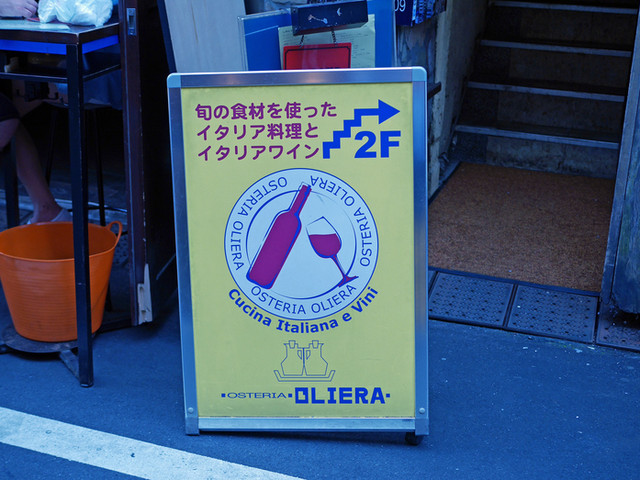 旬の食材を使った
イタリア料理と
イタリアワイン
2F
OSTERIA OLIERA
OSTERIA OLIERA
OSTERIA OLIERA
Cucina Italiana e Vini
OSTERIA
OLIERA
09